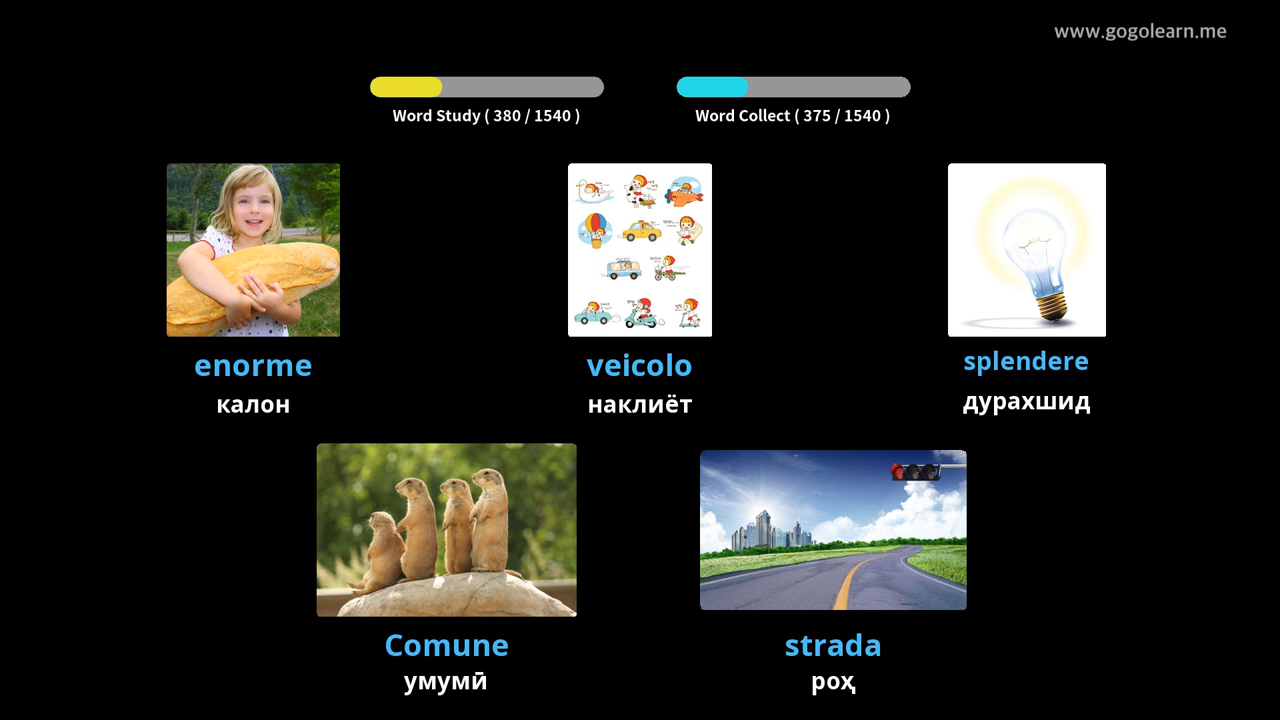 www.gogolearn.me
Word Study ( 380 / 1540 )
Word Collect ( 375 / 1540 )
enorme
veicolo
splendere
калон
наклиёт
дурахшид
Comune
strada
умумӣ
роҳ